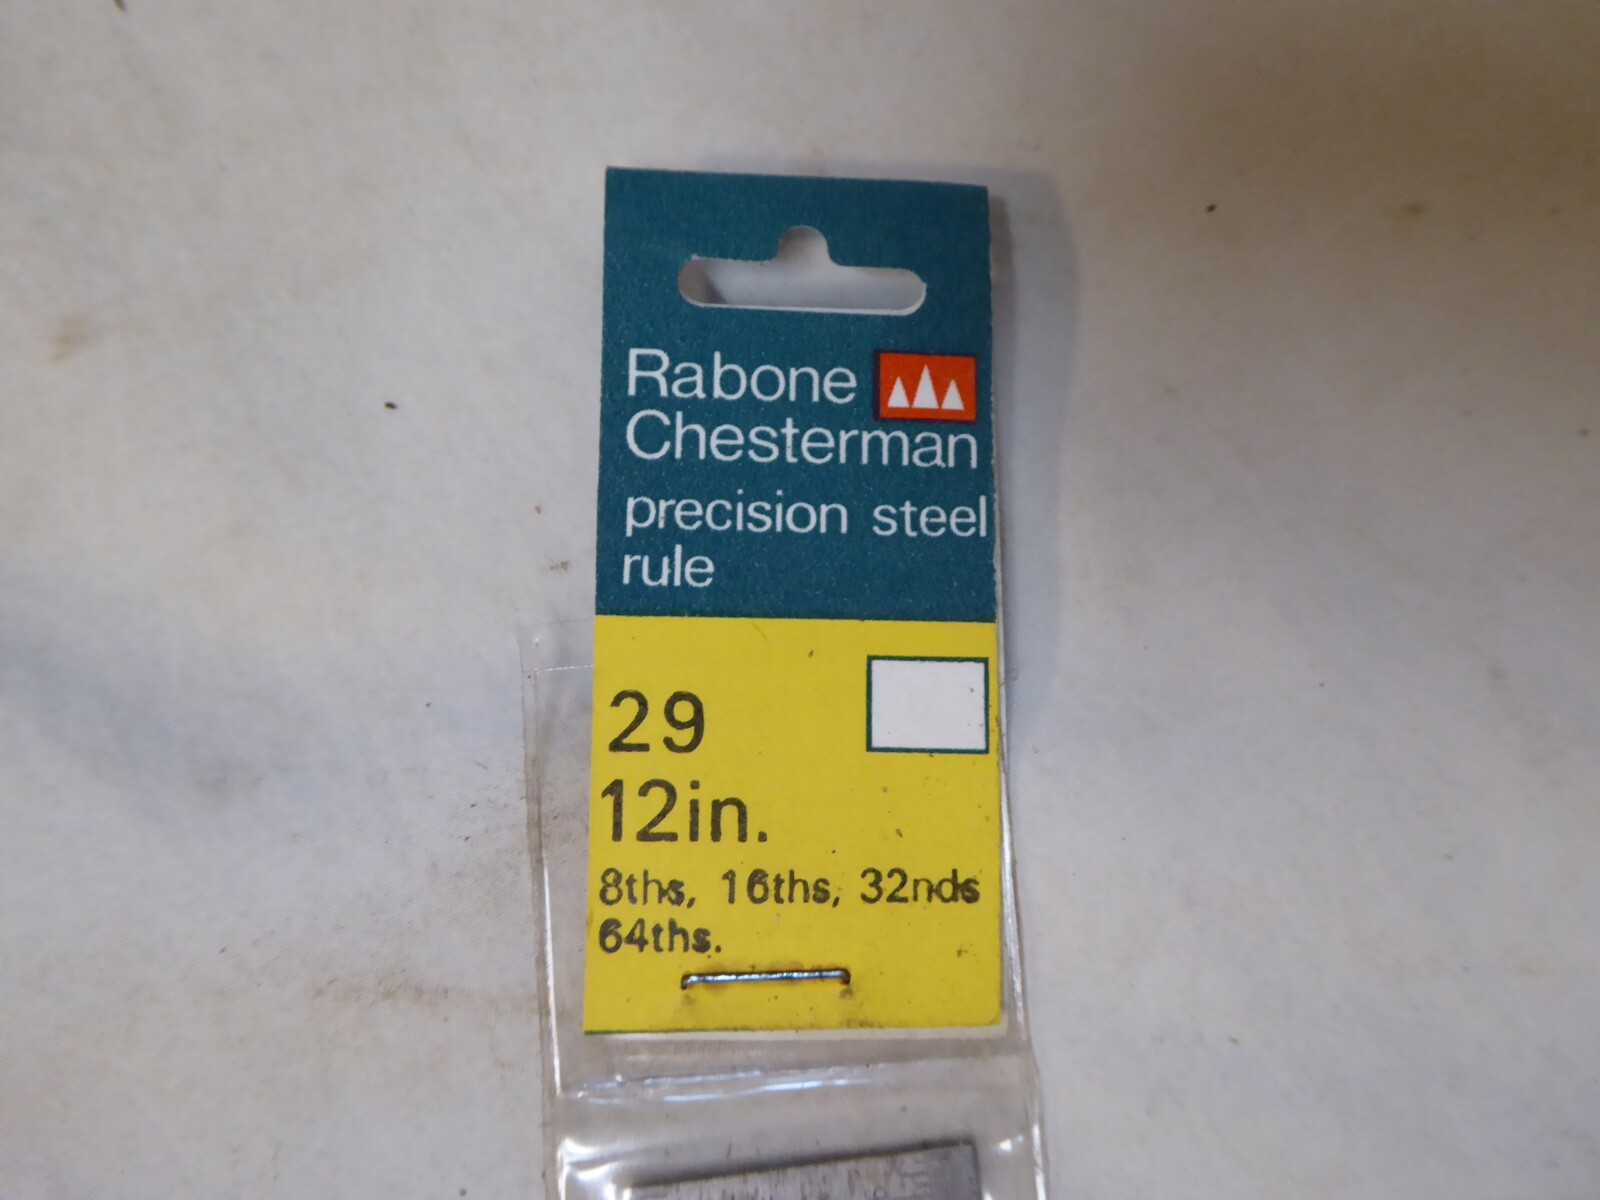 Rabone
Chesterman
precision steel
rule
29
12in.
8ths, 16ths, 32nds
64ths.